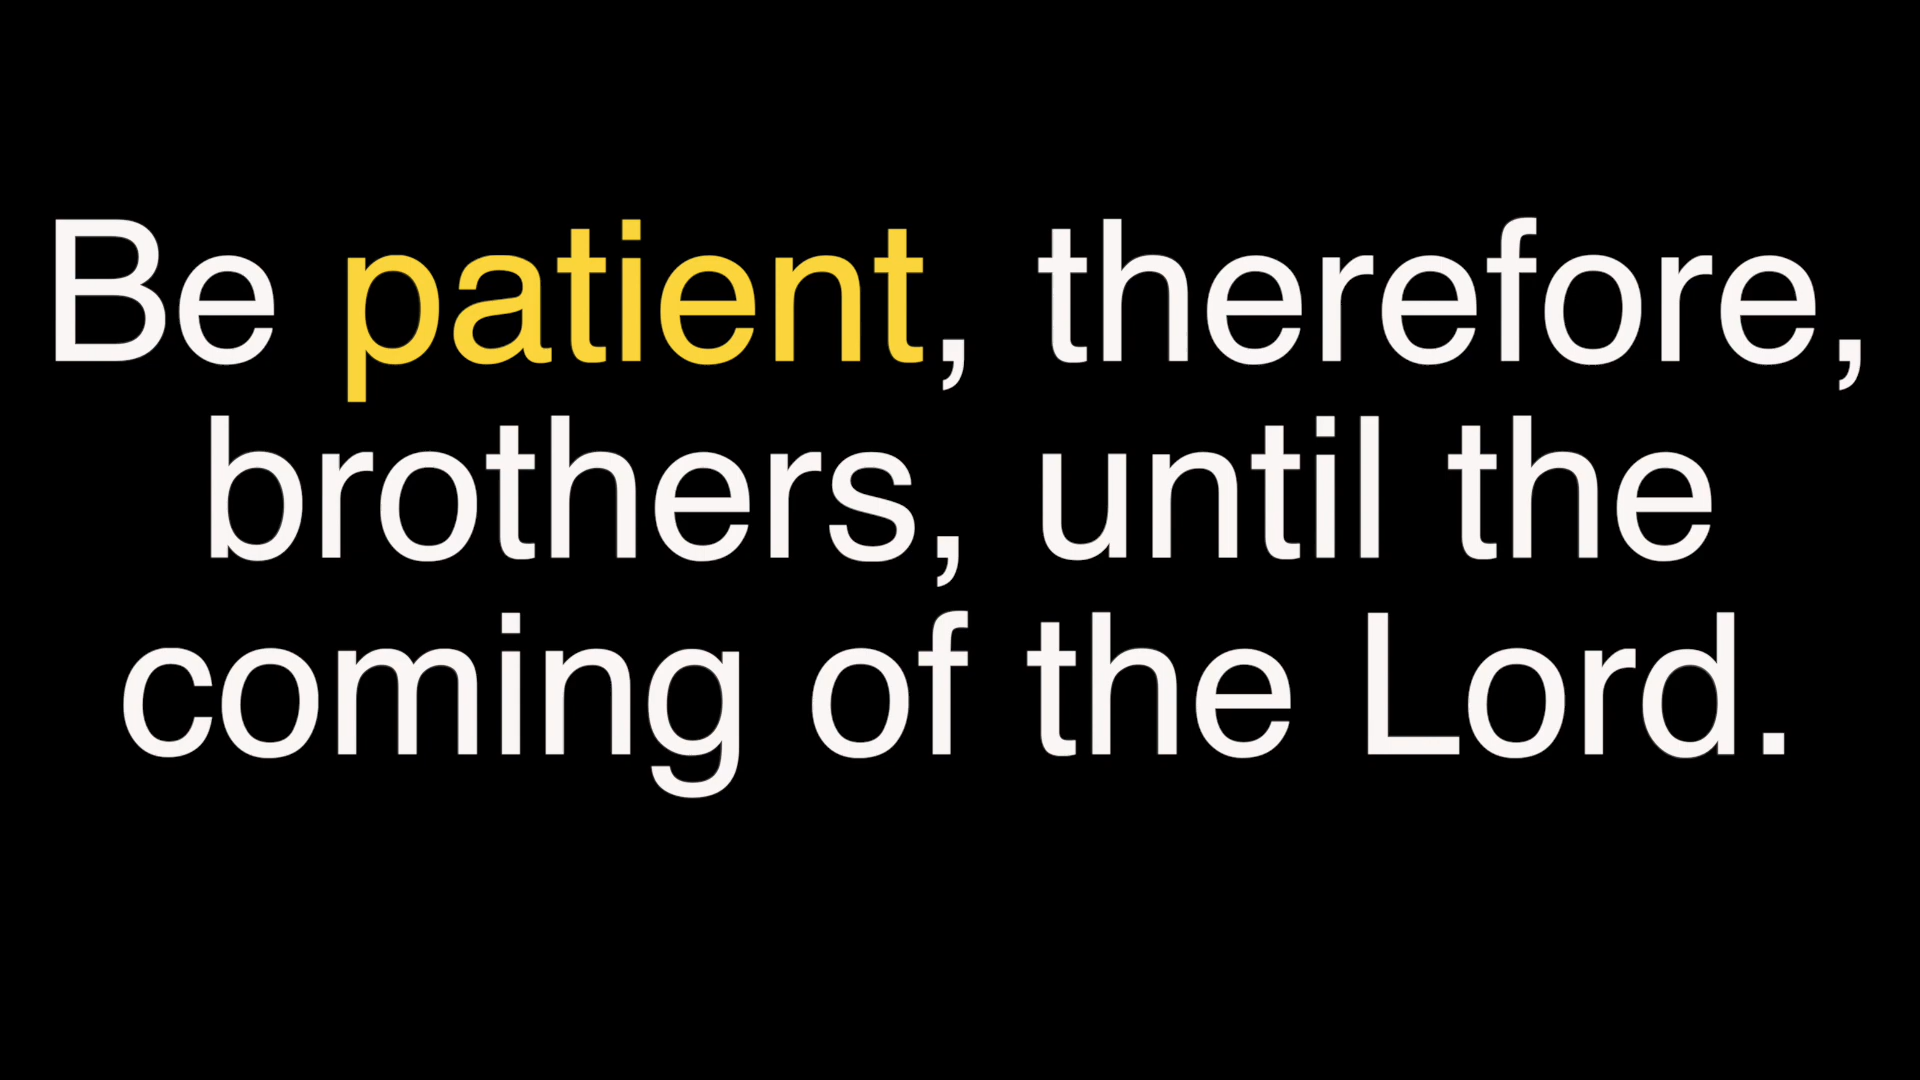 Be patient, therefore,
brothers, until the
coming of the Lord.